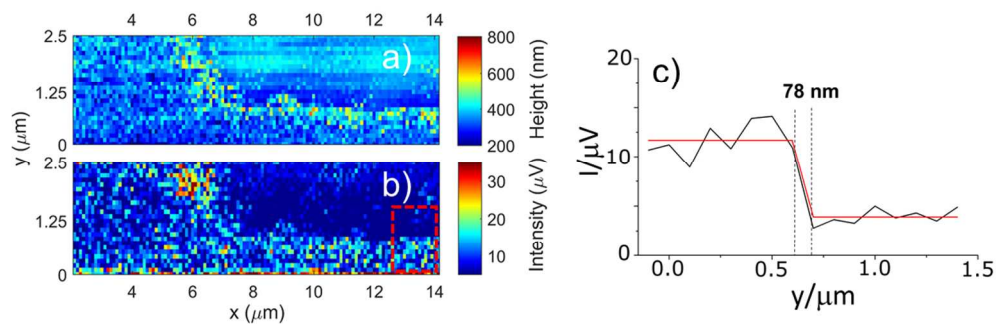 4 6 8 10 12 14
2.5
1.25
0
y (μm)
a)
800
600
400
200
Height (nm)
2.5
1.25
0
b)
30
20
10
Intensity (μV)
4 6 8 10 12 14
x (μm)
c)
78 nm
20
10
0
I/μV
0.0 0.5 1.0 1.5
y/μm